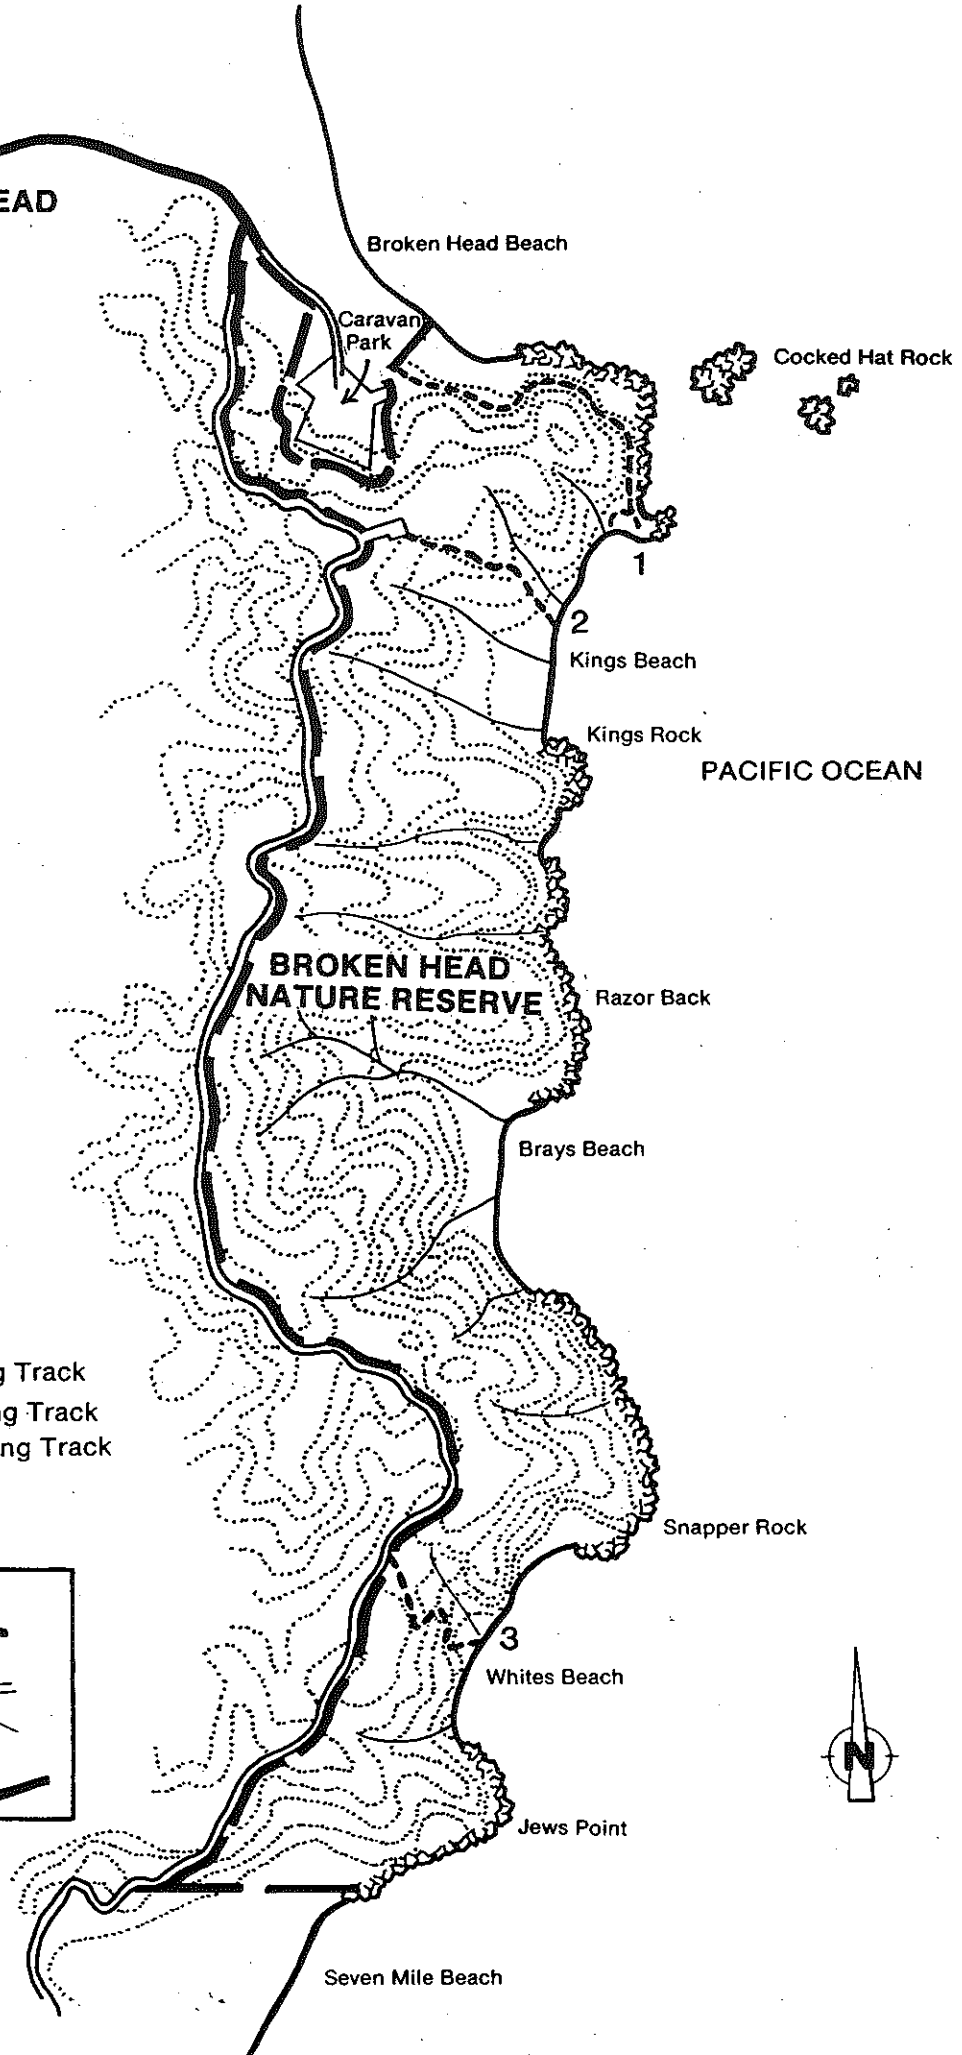 EAD
Broken Head Beach
Caravan
Park
Cocked Hat Rock
1
2
Kings Beach
Kings Rock
PACIFIC OCEAN
BROKEN HEAD
NATURE RESERVE
Razor Back
Brays Beach
g Track
ng Track
ing Track
Snapper Rock
3
Whites Beach
N
Jews Point
Seven Mile Beach